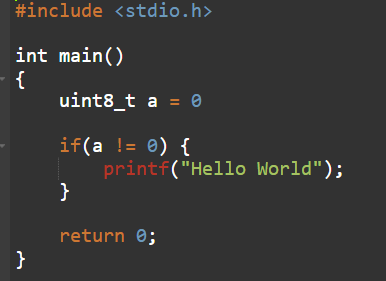 #include <stdio.h>
int main()
{
    uint8_t a = 0
    if(a != 0) {
        printf("Hello World");
    }
    return 0;
}